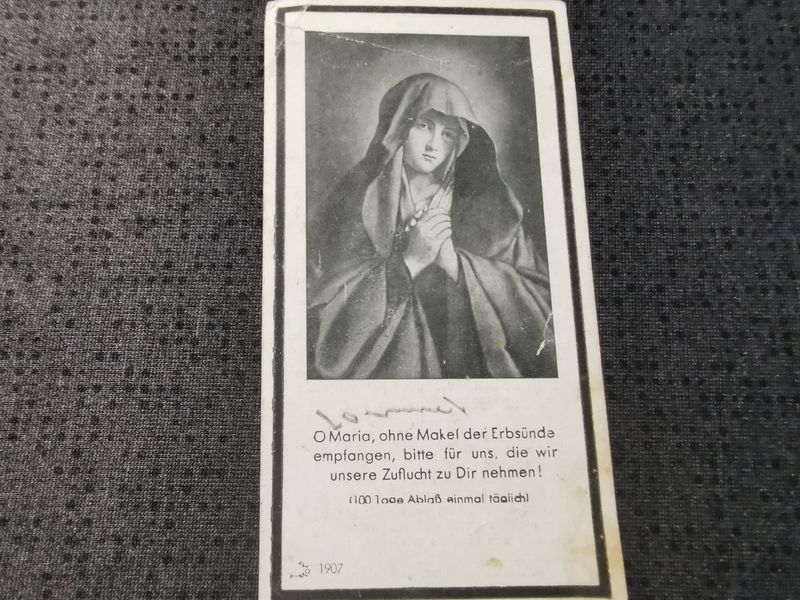 O Maria, ohne Makel der Erbsünde
empfangen, bitte für uns, die wir
unsere Zuflucht zu Dir nehmen!
(100 Tage Ablaß einmal täglich)
1907